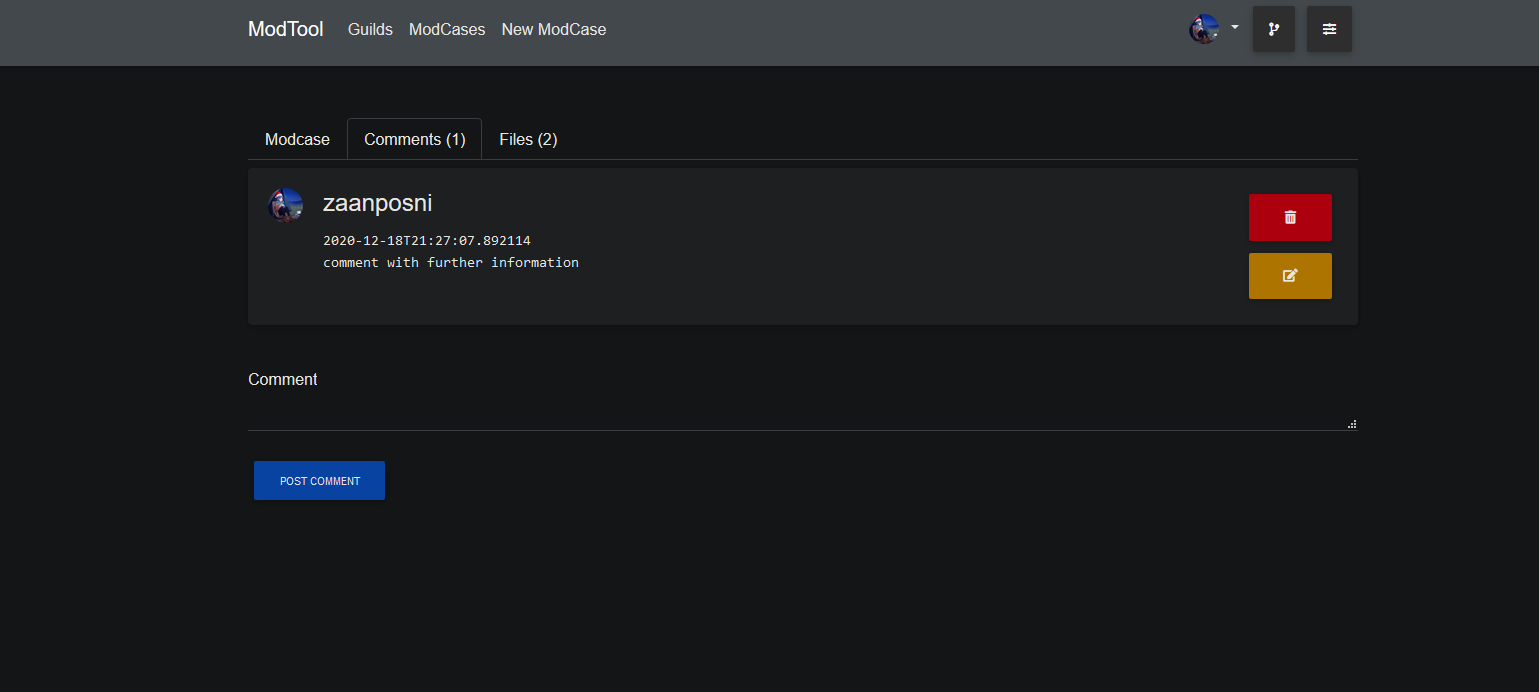 ModTool Guilds ModCases New ModCase
Modcase Comments (1) Files (2)
zaanposni
2020-12-18T21:27:07.892114
comment with further information
Comment
POST COMMENT